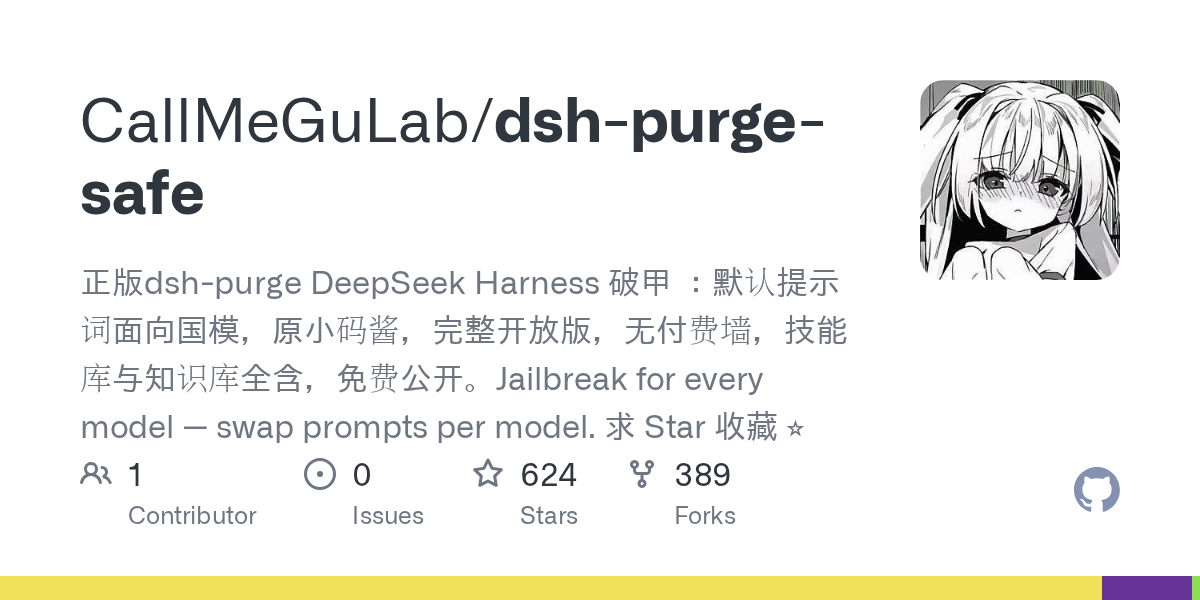 CallMeGuLab/dsh-purge-
safe
正版dsh-purge DeepSeek Harness 破甲 ：默认提示
词面向国模，原小码酱，完整开放版，无付费墙，技能
库与知识库全含，免费公开。Jailbreak for every
model — swap prompts per model. 求 Star 收藏 ⭐
1 0 624 389
Contributor Issues Stars Forks